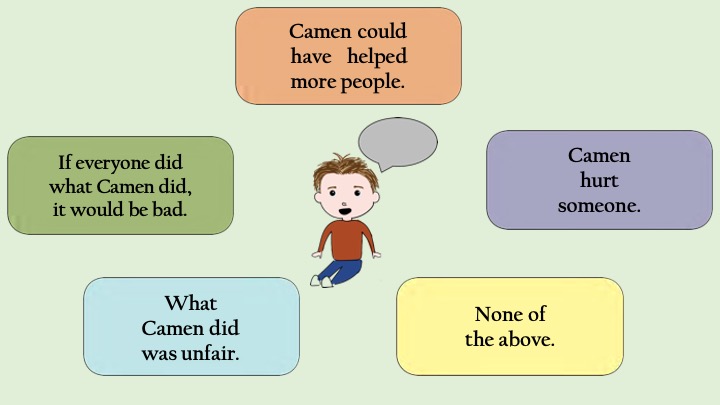 Camen could
have helped
more people.
If everyone did
what Camen did,
it would be bad.
Camen
hurt
someone.
What
Camen did
was unfair.
None of
the above.